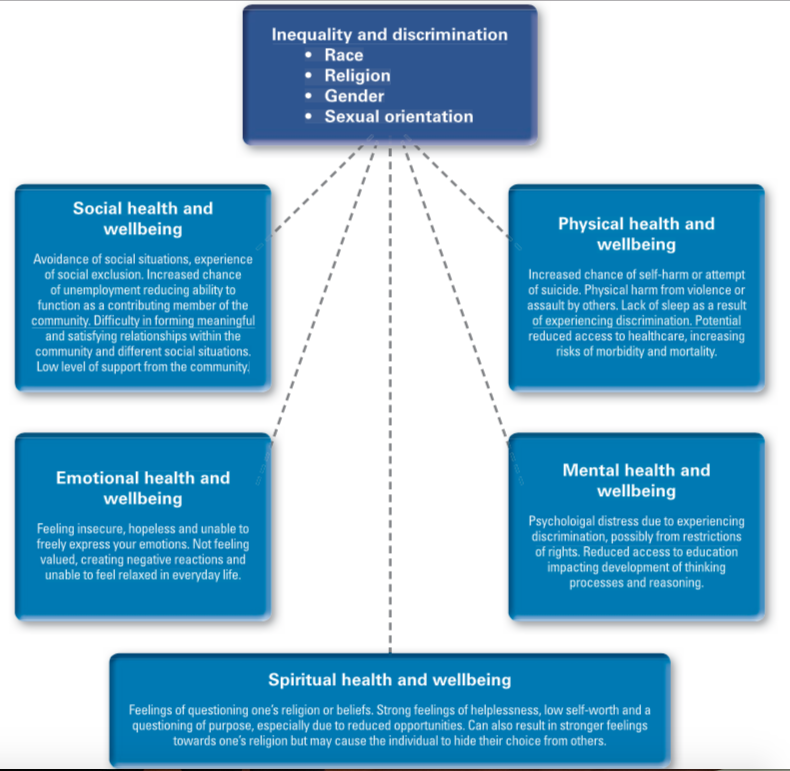 Inequality and discrimination
• Race
• Religion
• Gender
• Sexual orientation
Social health and
wellbeing
Avoidance of social situations, experience
of social exclusion. Increased chance
of unemployment reducing ability to
function as a contributing member of the
community. Difficulty in forming meaningful
and satisfying relationships within the
community and different social situations.
Low level of support from the community.
Physical health and
wellbeing
Increased chance of self-harm or attempt
of suicide. Physical harm from violence or
assault by others. Lack of sleep as a result
of experiencing discrimination. Potential
reduced access to healthcare, increasing
risks of morbidity and mortality.
Emotional health and
wellbeing
Feeling insecure, hopeless and unable to
freely express your emotions. Not feeling
valued, creating negative reactions and
unable to feel relaxed in everyday life.
Mental health and
wellbeing
Psycholoigal distress due to experiencing
discrimination, possibly from restrictions
of rights. Reduced access to education
impacting development of thinking
processes and reasoning.
Spiritual health and wellbeing
Feelings of questioning one's religion or beliefs. Strong feelings of helplessness, low self-worth and a
questioning of purpose, especially due to reduced opportunities. Can also result in stronger feelings
towards one's religion but may cause the individual to hide their choice from others.